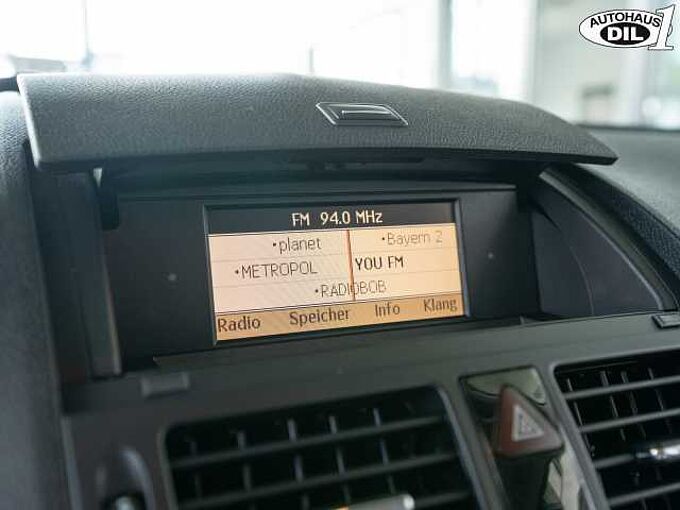 AUTOHAUS
DIL 1
FM 94.0 MHz
•planet •Bayern 2
•METROPOL YOU FM
•RADIOBOB
Radio Speicher Info Klang